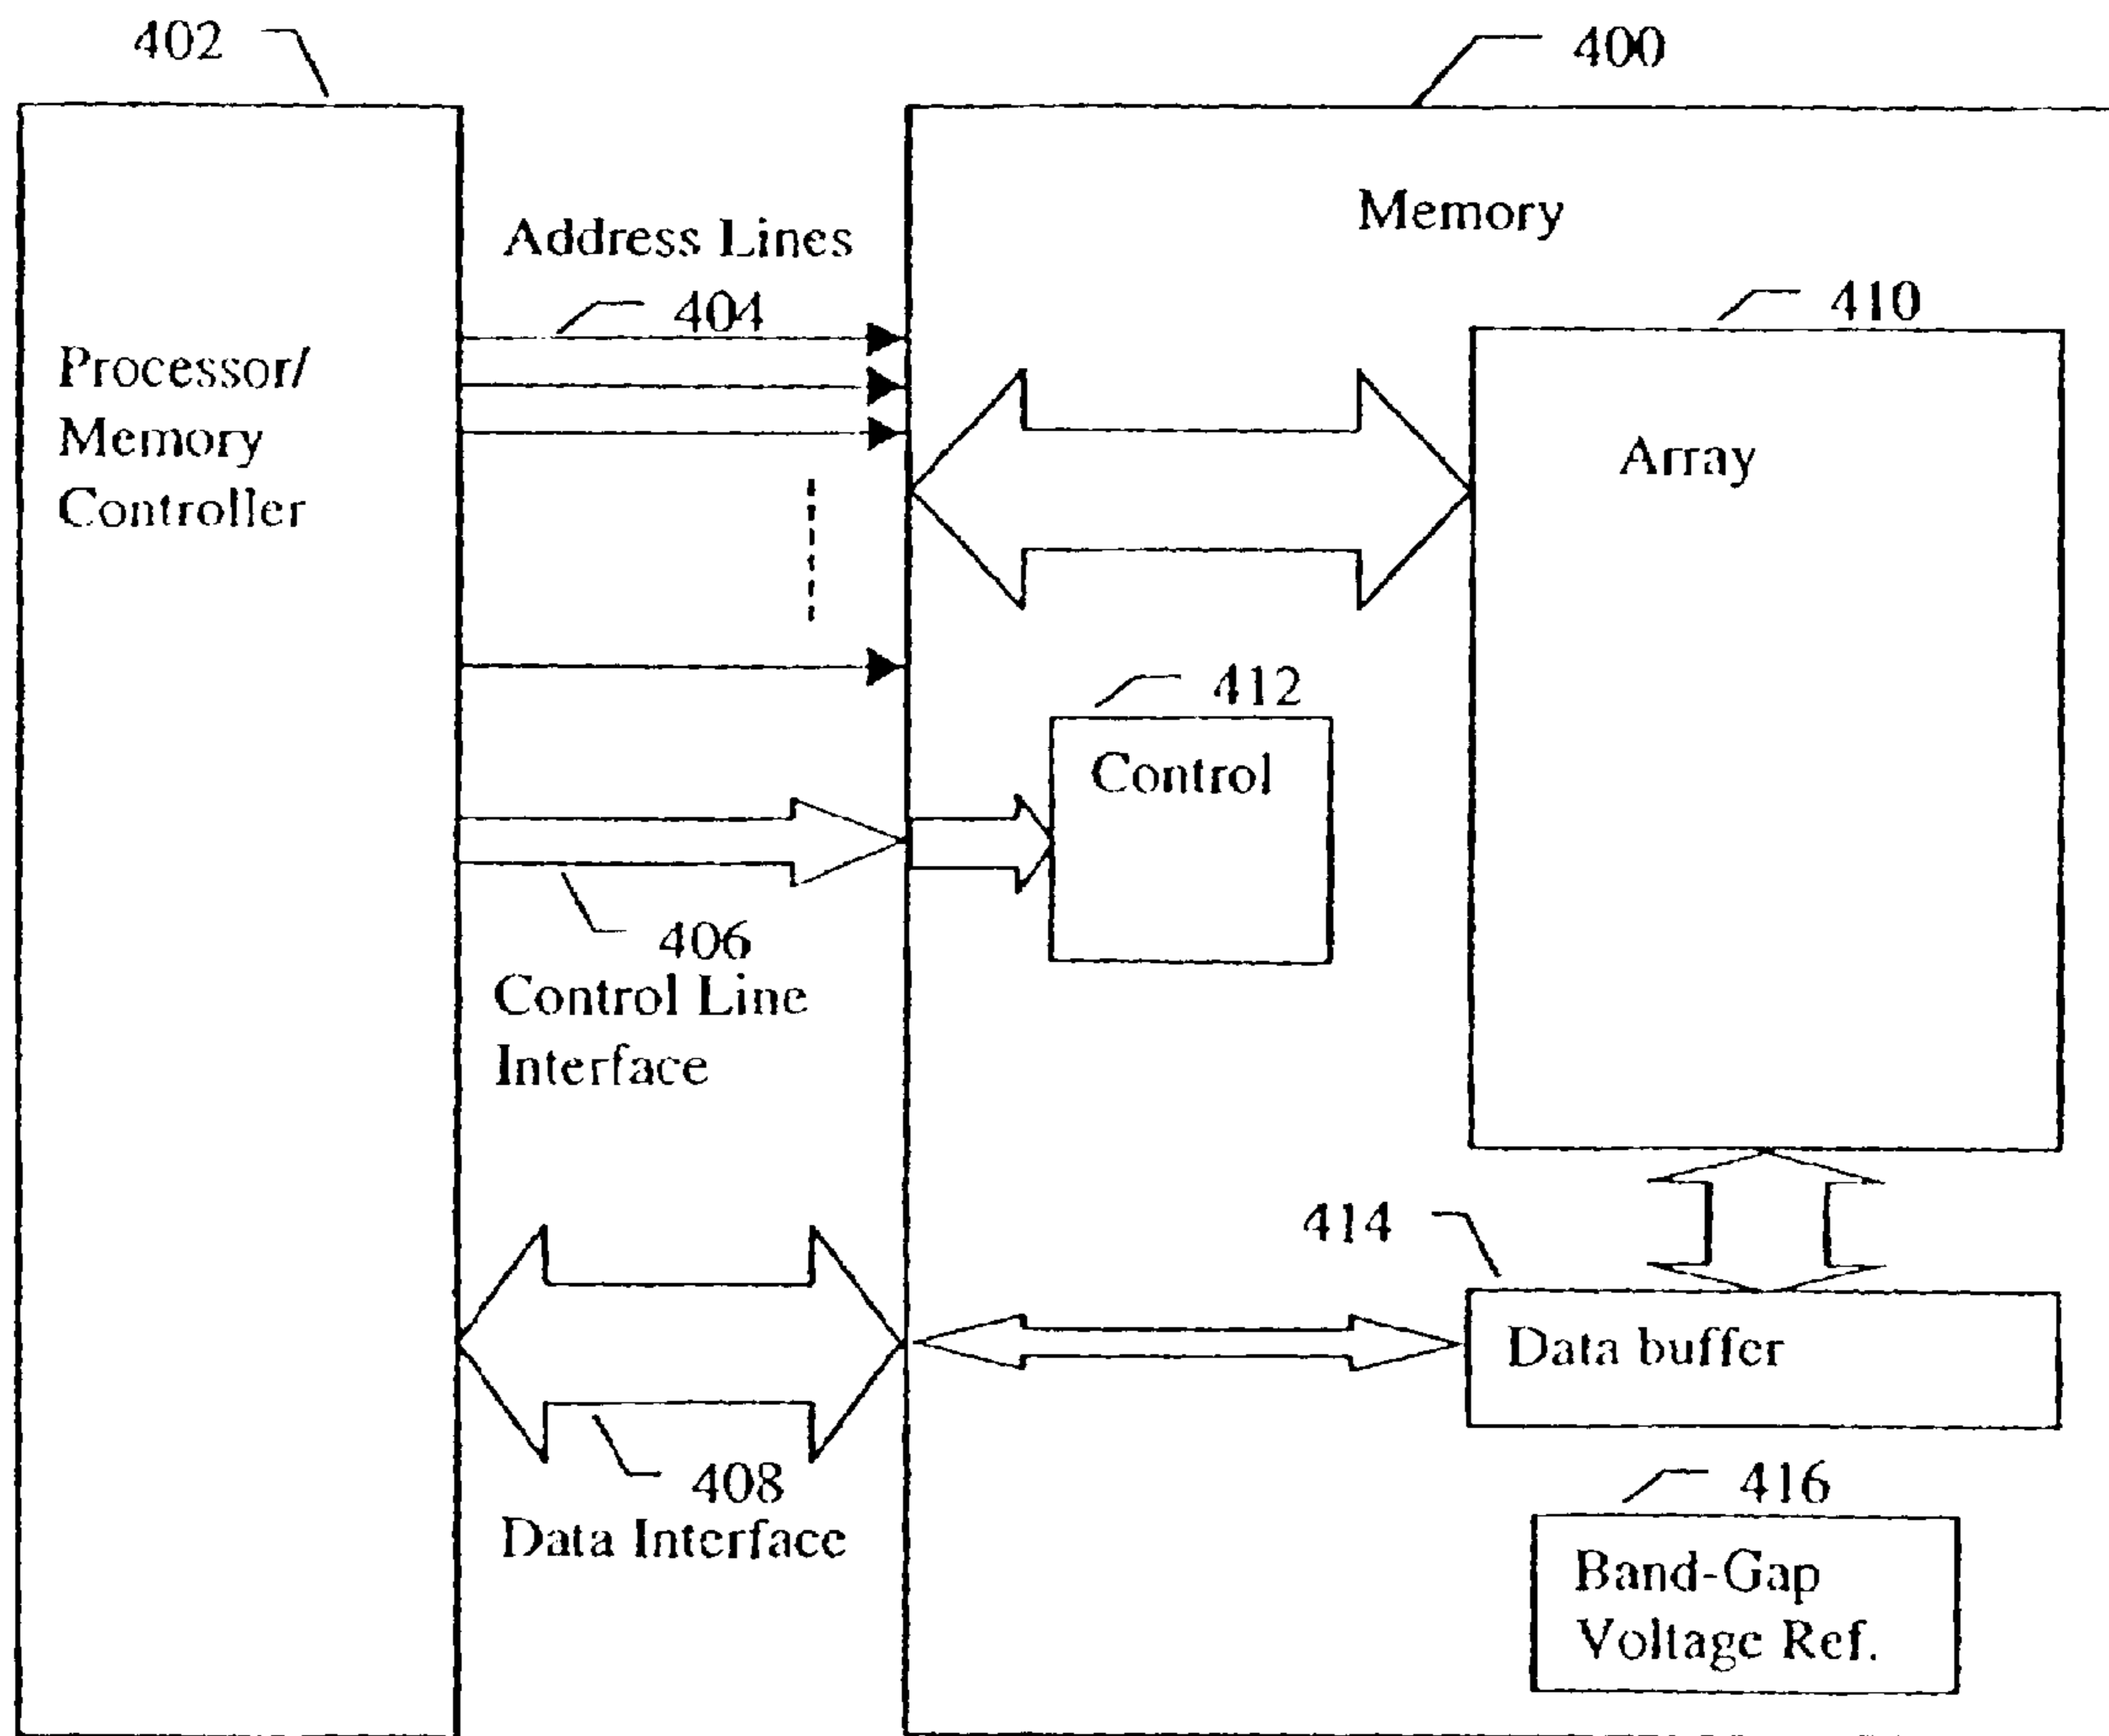 402
400
Memory
Address Lines
404
410
Processor/
Memory
Controller
Array
412
Control
406
Control Line
Interface
414
Data buffer
408
Data Interface
416
Band-Gap
Voltage Ref.